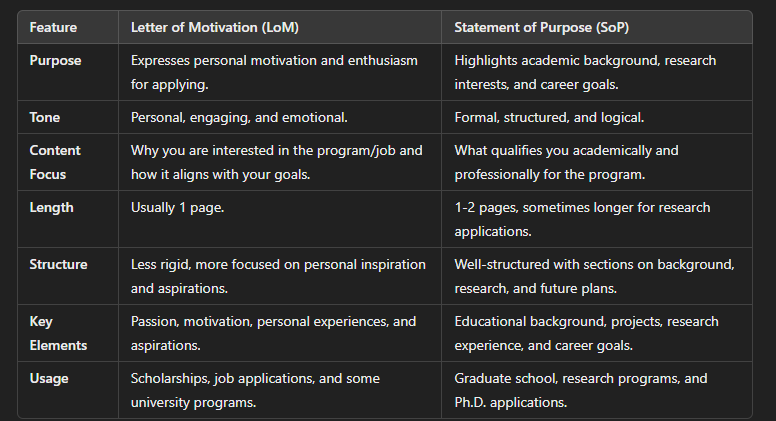 Feature Letter of Motivation (LoM) Statement of Purpose (SoP)
Purpose Expresses personal motivation and enthusiasm for applying. Highlights academic background, research interests, and career goals.
Tone Personal, engaging, and emotional. Formal, structured, and logical.
Content Focus Why you are interested in the program/job and how it aligns with your goals. What qualifies you academically and professionally for the program.
Length Usually 1 page. 1-2 pages, sometimes longer for research applications.
Structure Less rigid, more focused on personal inspiration and aspirations. Well-structured with sections on background, research, and future plans.
Key Elements Passion, motivation, personal experiences, and aspirations. Educational background, projects, research experience, and career goals.
Usage Scholarships, job applications, and some university programs. Graduate school, research programs, and Ph.D. applications.